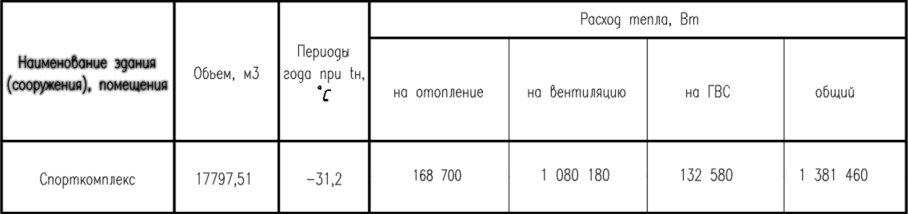 Расход тепла, Вт
Наименование здания
(сооружения), помещения
Обьем, м3
Периоды
года при tн,
°С
на отопление
на вентиляцию
на ГВС
общий
Спорткомплекс
17797,51
-31,2
168 700
1 080 180
132 580
1 381 460